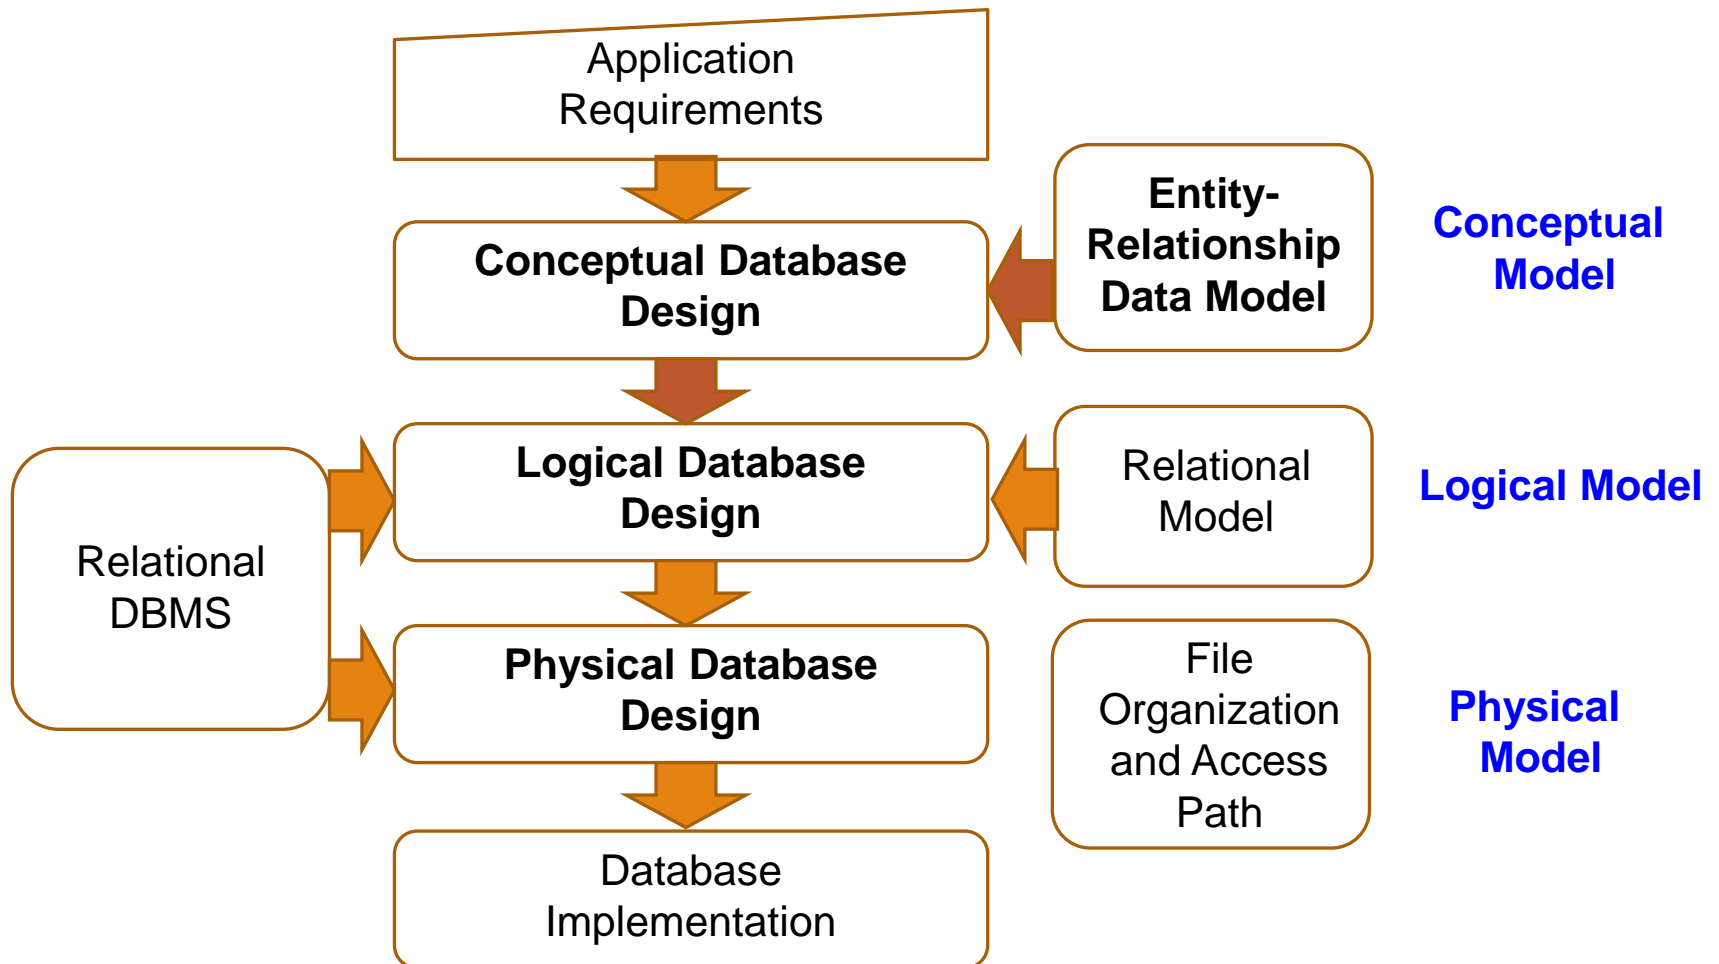 Application
Requirements
Entity-
Relationship
Data Model
Conceptual
Model
Conceptual Database
Design
Logical Database
Design
Relational
Model
Logical Model
Relational
DBMS
Physical Database
Design
File
Organization
and Access
Path
Physical
Model
Database
Implementation